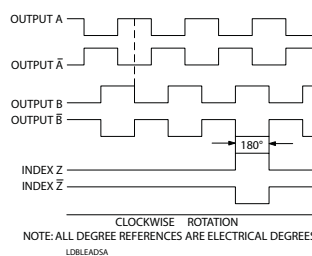 OUTPUT A
OUTPUT A̅
OUTPUT B
OUTPUT B̅
180°
INDEX Z
INDEX Z̅
CLOCKWISE ROTATION
NOTE: ALL DEGREE REFERENCES ARE ELECTRICAL DEGREES
LDBLEADSA